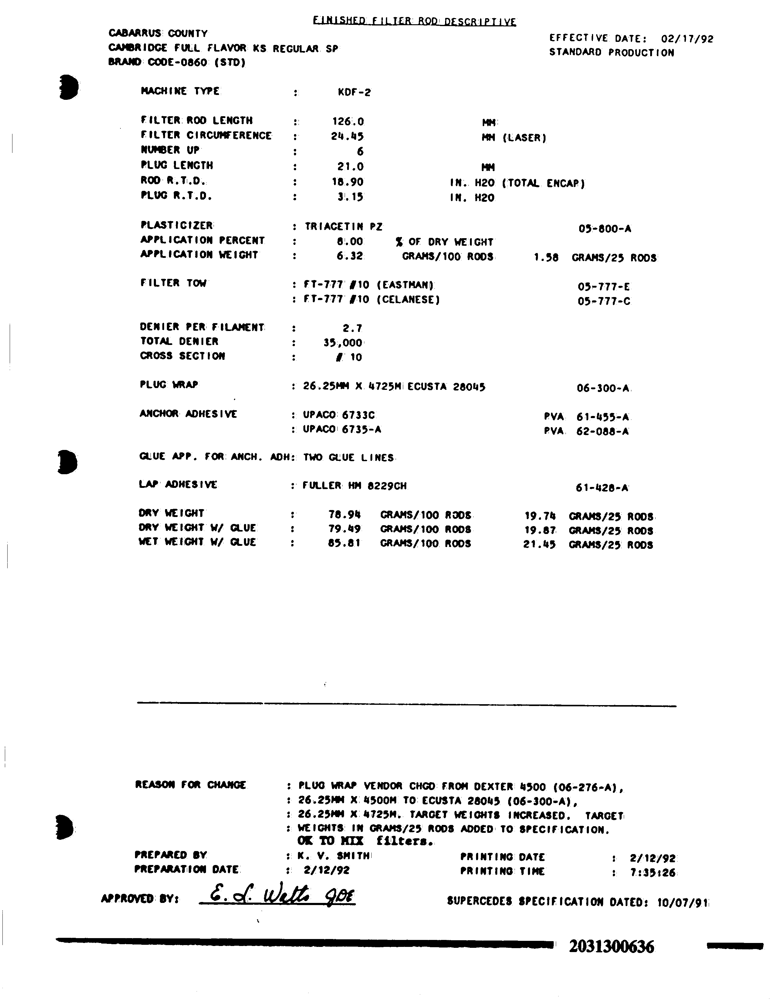 FINISHED FILTER ROD DESCRIPTIVE
CABARRUS COUNTY
CAMBRIDGE FULL FLAVOR KS REGULAR SP
BRAND CODE-0860 (STD)
EFFECTIVE DATE: 02/17/92
STANDARD PRODUCTION
MACHINE TYPE : KDF-2
FILTER ROD LENGTH : 126.0 MM
FILTER CIRCUMFERENCE : 24.45 MM (LASER)
NUMBER UP : 6
PLUG LENGTH : 21.0 MM
ROD R.T.D. : 18.90 IN. H2O (TOTAL ENCAP)
PLUG R.T.D. : 3.15 IN. H2O
PLASTICIZER : TRIACETIN PZ 05-800-A
APPLICATION PERCENT : 8.00 % OF DRY WEIGHT
APPLICATION WEIGHT : 6.32 GRAMS/100 RODS 1.58 GRAMS/25 RODS
FILTER TOW : FT-777 #10 (EASTMAN) 05-777-E
: FT-777 #10 (CELANESE) 05-777-C
DENIER PER FILAMENT : 2.7
TOTAL DENIER : 35,000
CROSS SECTION : # 10
PLUG WRAP : 26.25MM X 4725M ECUSTA 28045 06-300-A
ANCHOR ADHESIVE : UPACO 6733C PVA 61-455-A
: UPACO 6735-A PVA 62-088-A
GLUE APP. FOR ANCH. ADH: TWO GLUE LINES
LAP ADHESIVE : FULLER HM 8229CH 61-428-A
DRY WEIGHT : 78.94 GRAMS/100 RODS 19.74 GRAMS/25 RODS
DRY WEIGHT W/ GLUE : 79.49 GRAMS/100 RODS 19.87 GRAMS/25 RODS
WET WEIGHT W/ GLUE : 85.81 GRAMS/100 RODS 21.45 GRAMS/25 RODS
REASON FOR CHANGE : PLUG WRAP VENDOR CHGD FROM DEXTER 4500 (06-276-A),
: 26.25MM X 4500M TO ECUSTA 28045 (06-300-A),
: 26.25MM X 4725M. TARGET WEIGHTS INCREASED. TARGET
: WEIGHTS IN GRAMS/25 RODS ADDED TO SPECIFICATION.
OK TO MIX filters.
PREPARED BY : K. V. SMITH PRINTING DATE : 2/12/92
PREPARATION DATE : 2/12/92 PRINTING TIME : 7:35:26
APPROVED BY: E. L. Watts JDE SUPERCEDES SPECIFICATION DATED: 10/07/91
2031300636